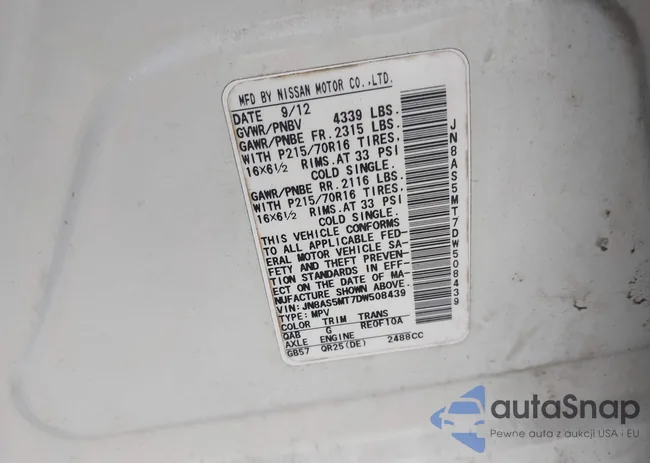 MFD BY NISSAN MOTOR CO.,LTD.
DATE 9/12
GVWR/PNBV 4339 LBS.
GAWR/PNBE FR. 2315 LBS.
WITH P215/70R16 TIRES,
16×6½ RIMS.AT 33 PSI
COLD SINGLE.
GAWR/PNBE RR. 2116 LBS.
WITH P215/70R16 TIRES,
16×6½ RIMS.AT 33 PSI
COLD SINGLE.
THIS VEHICLE CONFORMS
TO ALL APPLICABLE FED-
ERAL MOTOR VEHICLE SA-
FETY AND THEFT PREVEN-
TION STANDARDS IN EFF-
ECT ON THE DATE OF MA-
NUFACTURE SHOWN ABOVE.
VIN: JN8AS5MT7DW508439
TYPE: MPV
COLOR TRIM TRANS
QAB G RE0F10A
AXLE ENGINE
GB57 QR25(DE) 2488CC
JN8AS5MT7DW508439
autaSnap
Pewne auta z aukcji USA i EU